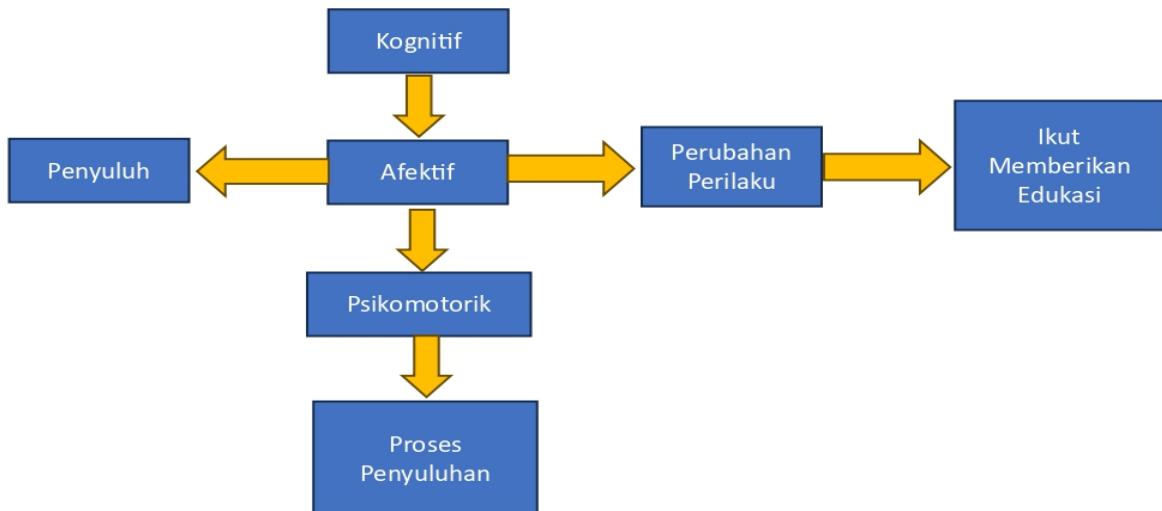 Kognitif
Penyuluh
Afektif
Perubahan
Perilaku
Ikut
Memberikan
Edukasi
Psikomotorik
Proses
Penyuluhan